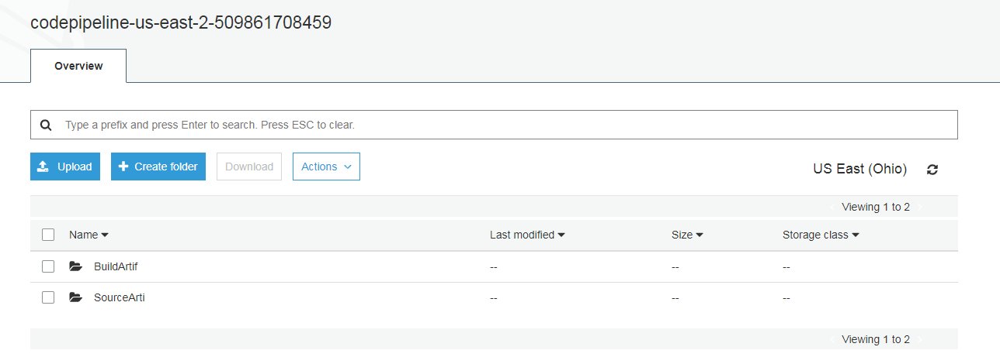 codepipeline-us-east-2-509861708459
Overview
Type a prefix and press Enter to search. Press ESC to clear.
Upload Create folder Download Actions US East (Ohio)
Viewing 1 to 2
Name Last modified Size Storage class
BuildArtif -- -- --
SourceArti -- -- --
Viewing 1 to 2